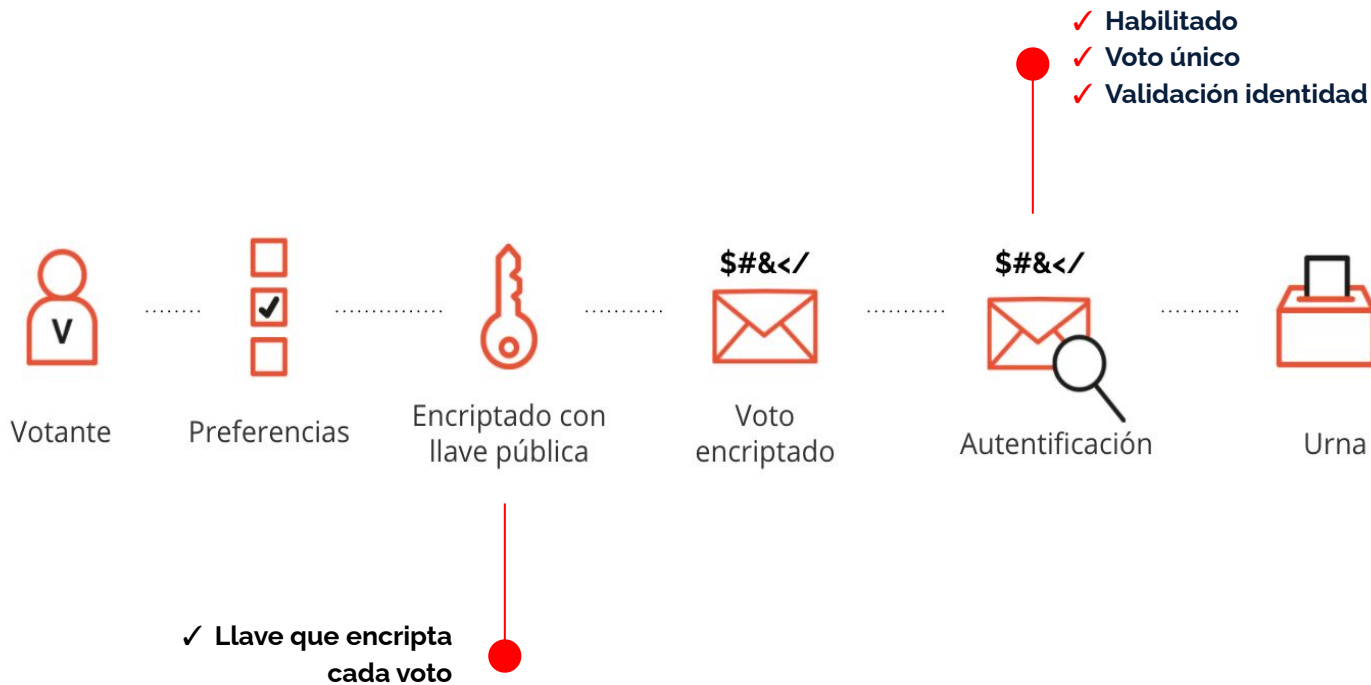 ✓ Habilitado
✓ Voto único
✓ Validación identidad
$#&</
$#&</
V
Votante
Preferencias
Encriptado con
llave pública
Voto
encriptado
Autentificación
Urna
✓ Llave que encripta
cada voto